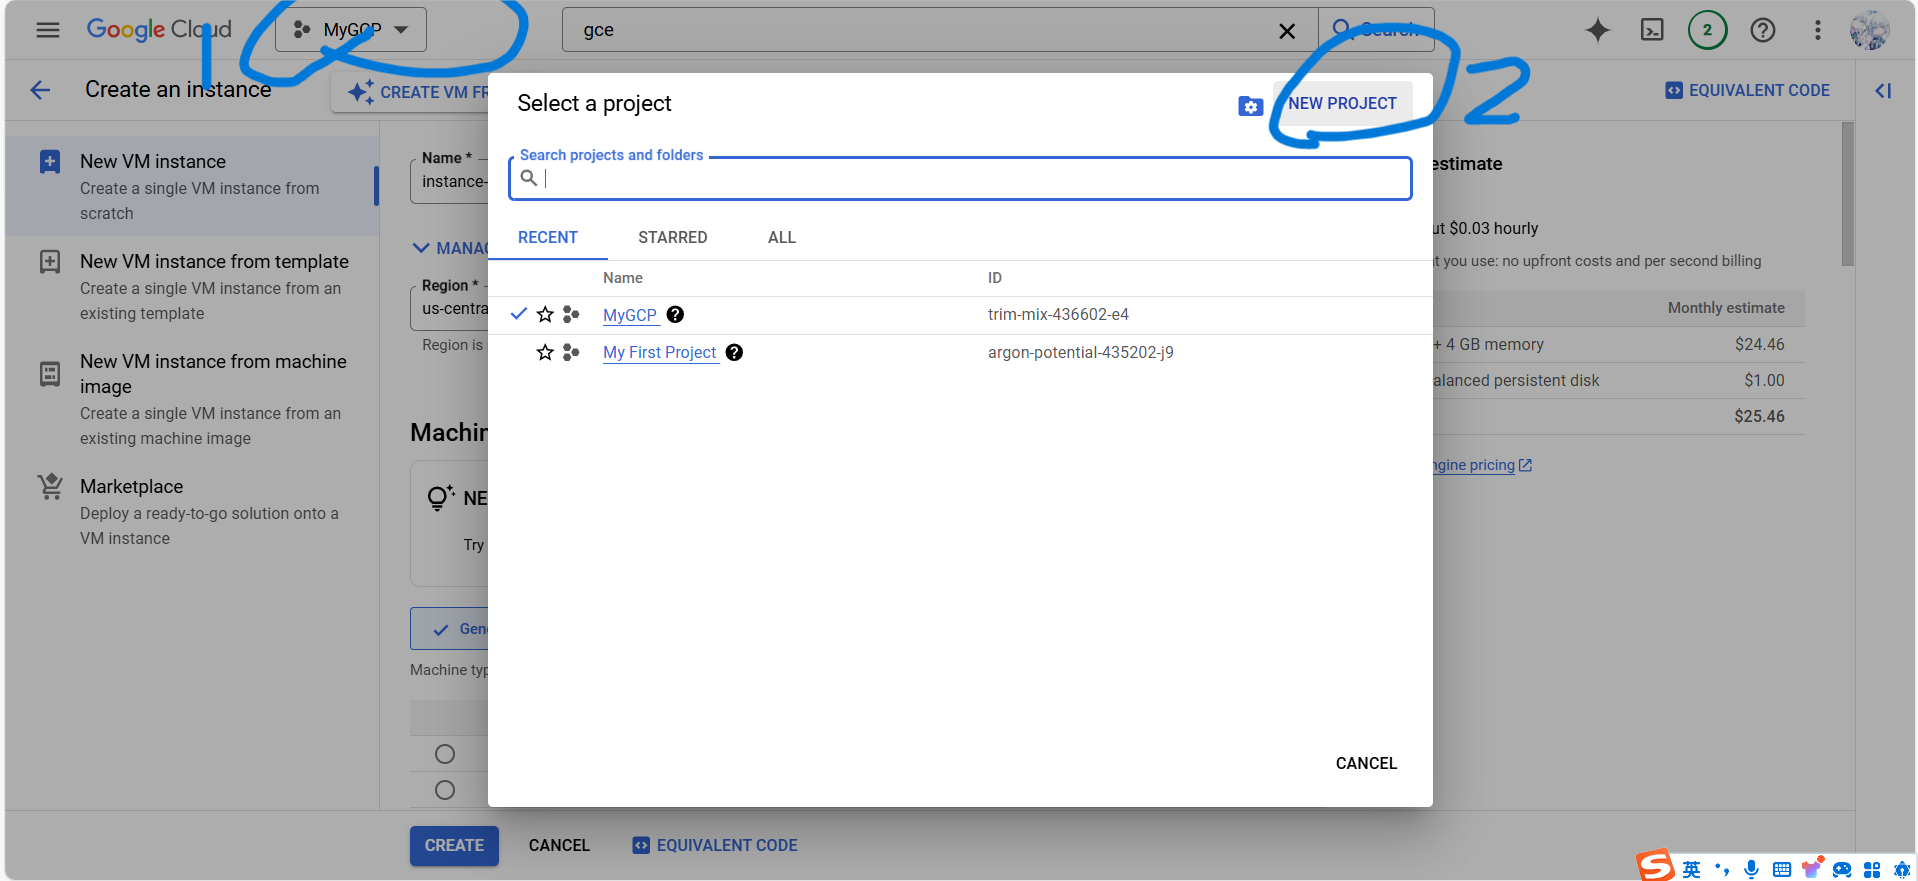 Google Cloud
MyGCP
gce
Search
2
1
2
Create an instance
CREATE VM FR
EQUIVALENT CODE
New VM instance
Create a single VM instance from
scratch
New VM instance from template
Create a single VM instance from an
existing template
New VM instance from machine
image
Create a single VM instance from an
existing machine image
Marketplace
Deploy a ready-to-go solution onto a
VM instance
Name *
instance-
MANAG
Region *
us-centra
Region is
Machin
NE
Try
Gene
Machine typ
Select a project
NEW PROJECT
Search projects and folders
RECENT STARRED ALL
Name ID
MyGCP trim-mix-436602-e4
My First Project argon-potential-435202-j9
CANCEL
estimate
ut $0.03 hourly
t you use: no upfront costs and per second billing
Monthly estimate
+ 4 GB memory $24.46
alanced persistent disk $1.00
$25.46
ngine pricing
CREATE CANCEL EQUIVALENT CODE
S 英